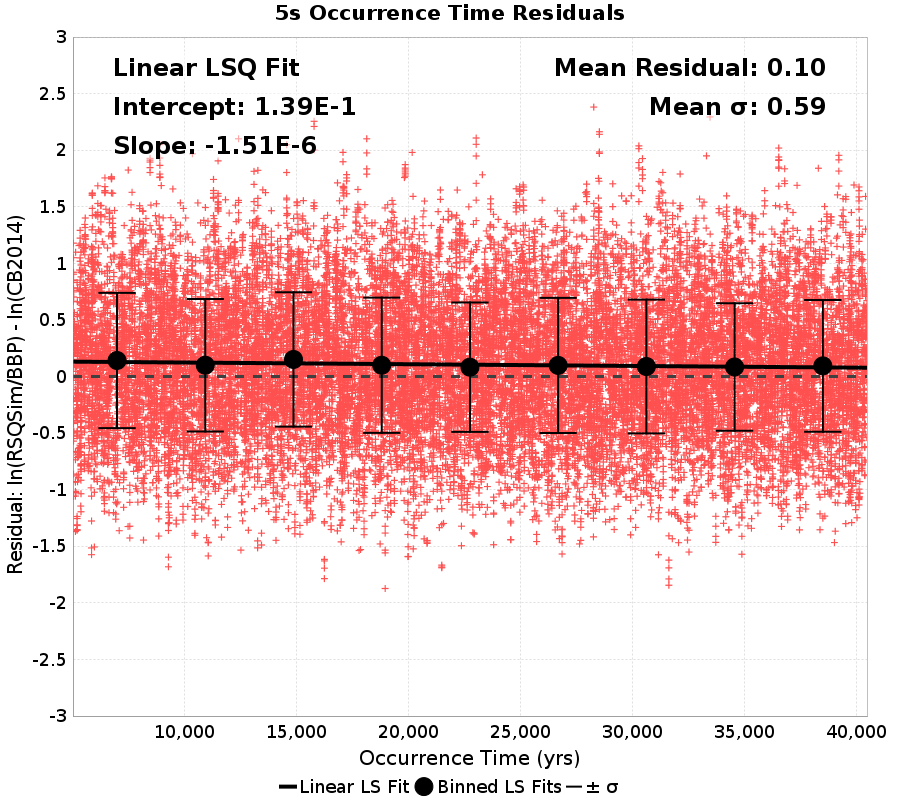 5s Occurrence Time Residuals
Linear LSQ Fit
Intercept: 1.39E-1
Slope: -1.51E-6
Mean Residual: 0.10
Mean σ: 0.59
Residual: ln(RSQSim/BBP) - ln(CB2014)
3
2.5
2
1.5
1
0.5
0
-0.5
-1
-1.5
-2
-2.5
-3
10,000 15,000 20,000 25,000 30,000 35,000 40,000
Occurrence Time (yrs)
Linear LS Fit Binned LS Fits ± σ